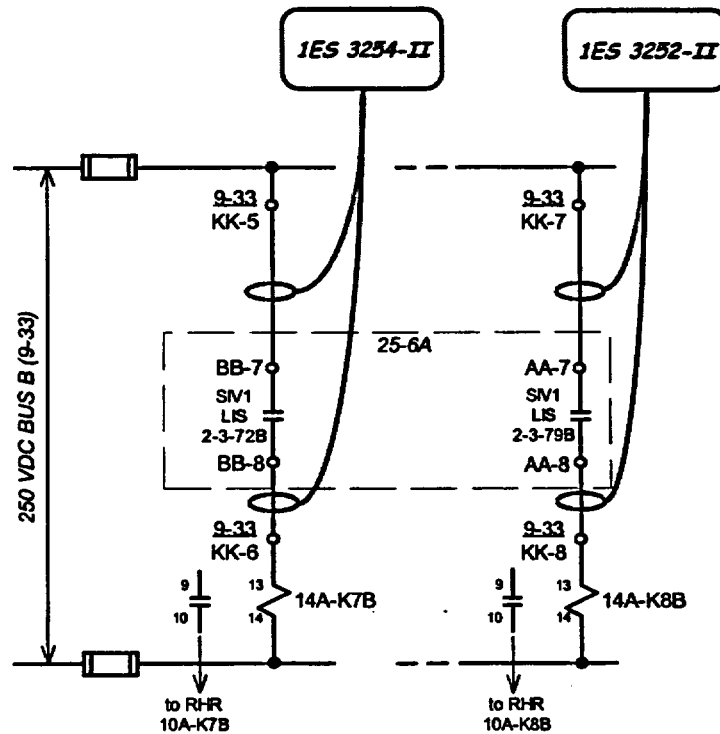 1ES 3254-II
1ES 3252-II
9-33
KK-5
9-33
KK-7
250 VDC BUS B (9-33)
25-6A
BB-7
SIV1
LIS
2-3-72B
BB-8
AA-7
SIV1
LIS
2-3-79B
AA-8
9-33
KK-6
9-33
KK-8
9
10
13
14
14A-K7B
9
10
13
14
14A-K8B
to RHR
10A-K7B
to RHR
10A-K8B